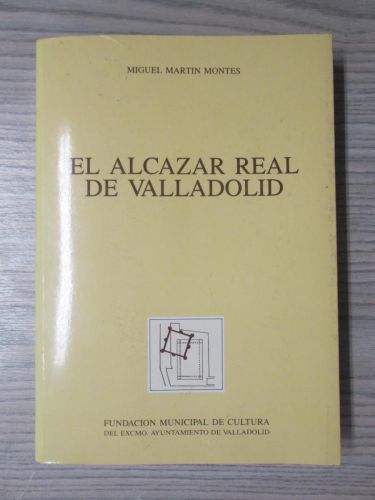 MIGUEL MARTIN MONTES
EL ALCAZAR REAL
DE VALLADOLID
FUNDACION MUNICIPAL DE CULTURA
DEL EXCMO. AYUNTAMIENTO DE VALLADOLID